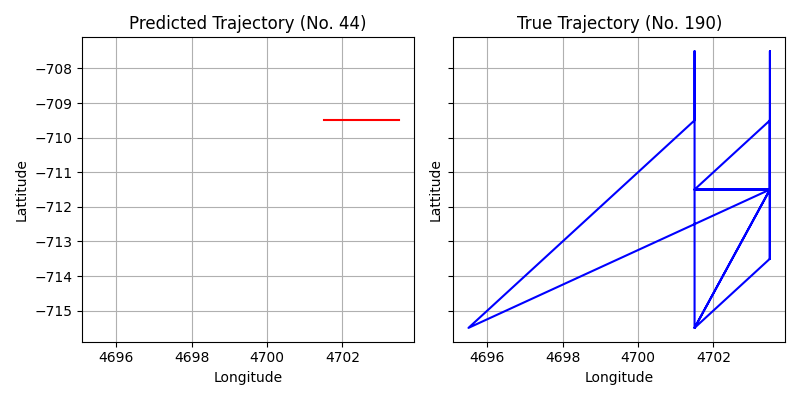 Predicted Trajectory (No. 44)
True Trajectory (No. 190)
−708
−709
−710
−711
−712
−713
−714
−715
4696
4698
4700
4702
4696
4698
4700
4702
Lattitude
Lattitude
Longitude
Longitude